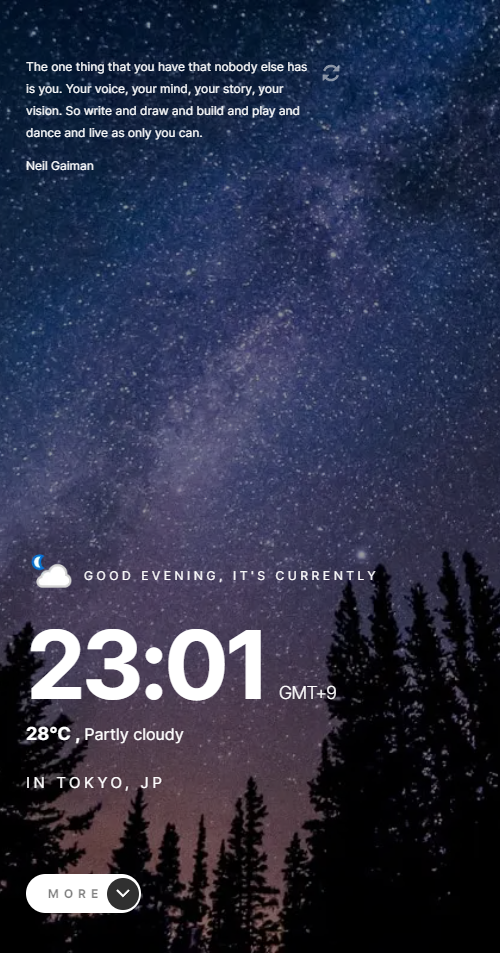 The one thing that you have that nobody else has
is you. Your voice, your mind, your story, your
vision. So write and draw and build and play and
dance and live as only you can.
Neil Gaiman
GOOD EVENING, IT'S CURRENTLY
23:01 GMT+9
28°C , Partly cloudy
IN TOKYO, JP
MORE